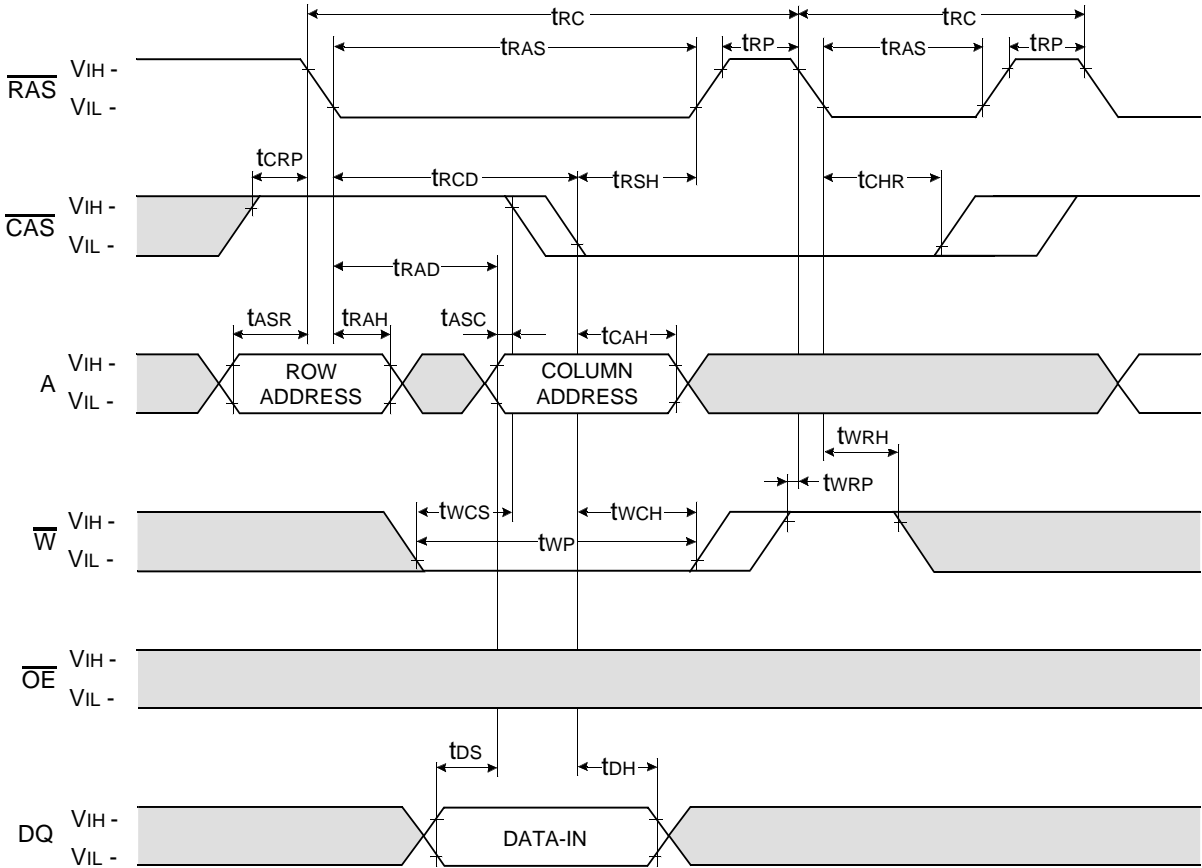 tRC tRC
tRAS tRP tRAS tRP
RAS VIH -
VIL -
tCRP tRCD tRSH tCHR
CAS VIH -
VIL -
tRAD
tASR tRAH tASC tCAH
A VIH -
VIL -
ROW ADDRESS
COLUMN ADDRESS
tWRH
tWRP
tWCS tWCH
W VIH -
VIL -
tWP
OE VIH -
VIL -
tDS tDH
DQ VIH -
VIL -
DATA-IN